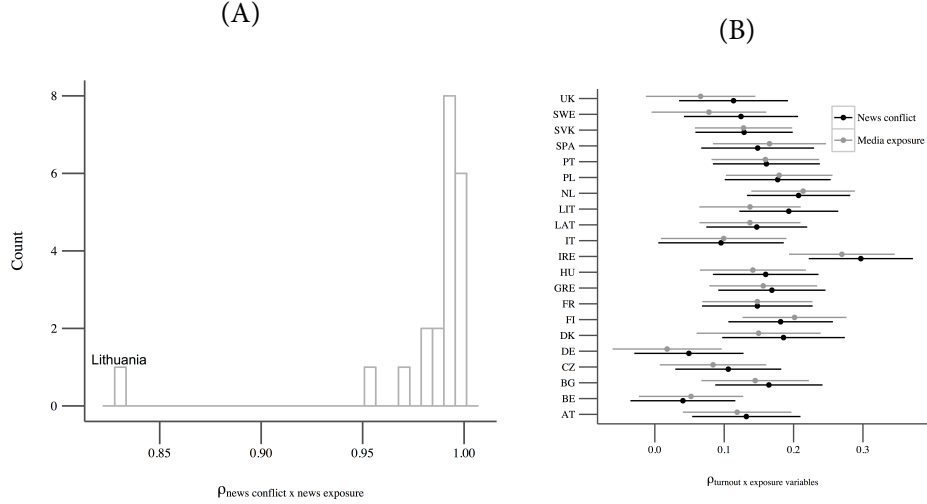 (A)
8
6
4
2
0
Count
Lithuania
0.85
0.90
0.95
1.00
ρnews conflict x news exposure
(B)
UK
SWE
SVK
SPA
PT
PL
NL
LIT
LAT
IT
IRE
HU
GRE
FR
FI
DK
DE
CZ
BG
BE
AT
News conflict
Media exposure
0.0
0.1
0.2
0.3
ρturnout x exposure variables